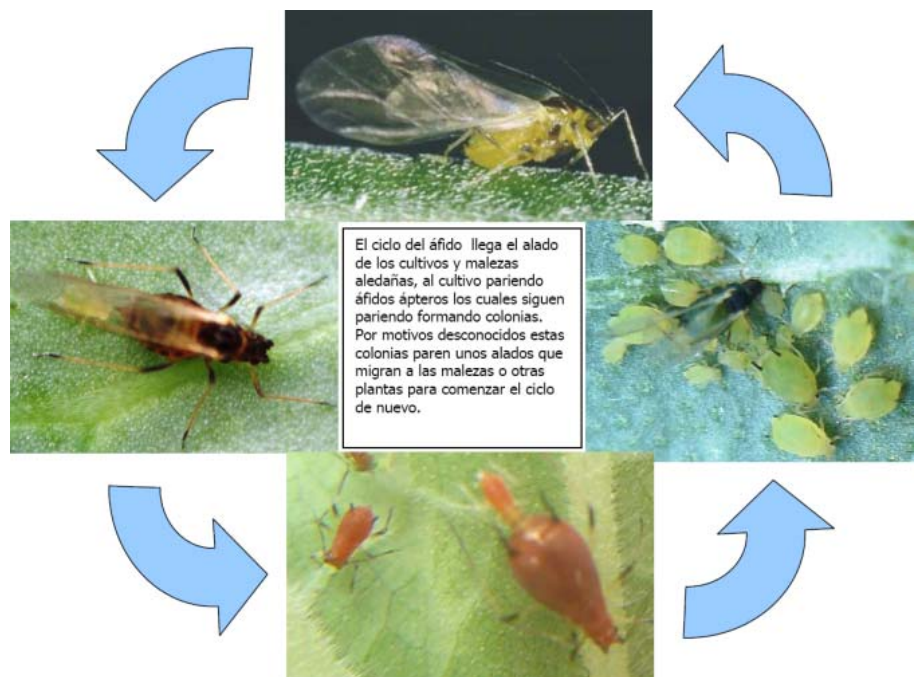 El ciclo del áfido llega el alado
de los cultivos y malezas
aledañas, al cultivo pariendo
áfidos ápteros los cuales siguen
pariendo formando colonias.
Por motivos desconocidos estas
colonias paren unos alados que
migran a las malezas o otras
plantas para comenzar el ciclo
de nuevo.